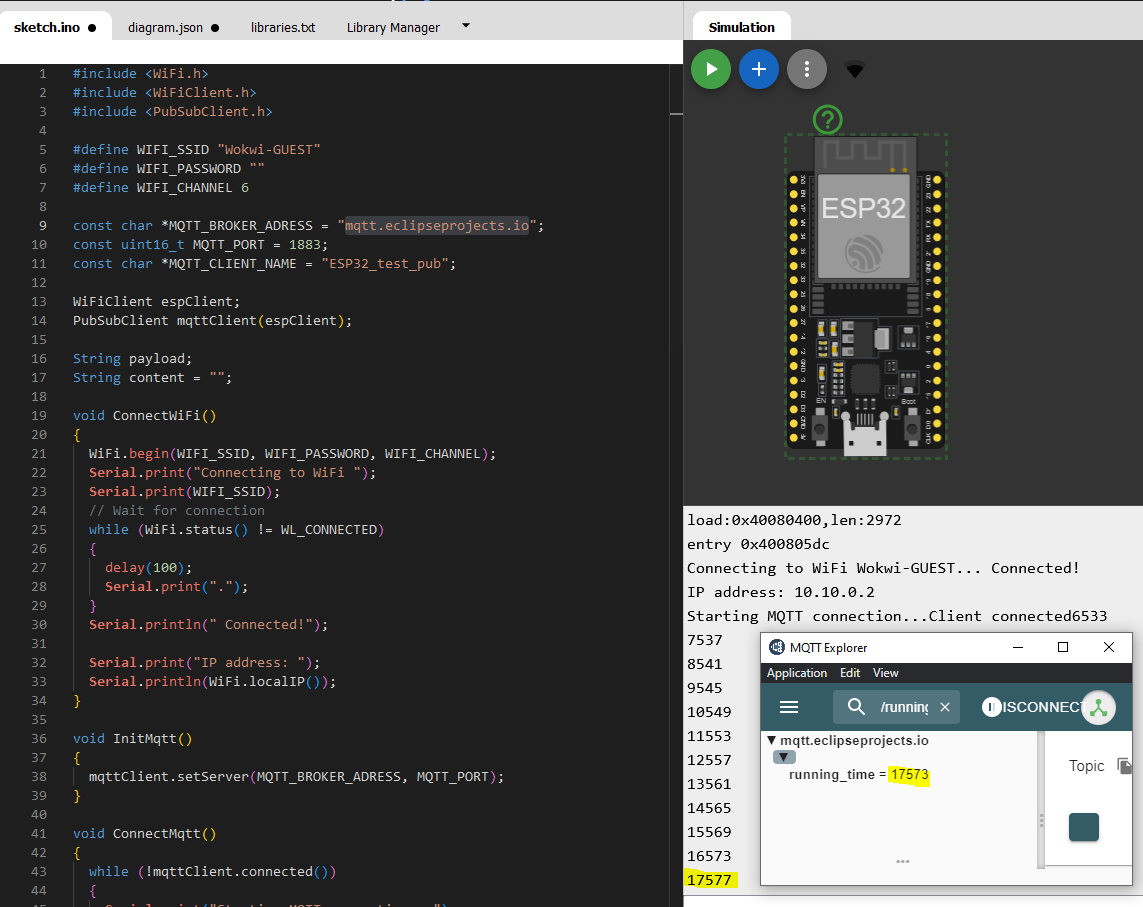 sketch.ino ●
diagram.json ●
libraries.txt
Library Manager
Simulation
1 #include <WiFi.h>
2 #include <WiFiClient.h>
3 #include <PubSubClient.h>
4
5 #define WIFI_SSID "Wokwi-GUEST"
6 #define WIFI_PASSWORD ""
7 #define WIFI_CHANNEL 6
8
9 const char *MQTT_BROKER_ADRESS = "mqtt.eclipseprojects.io";
10 const uint16_t MQTT_PORT = 1883;
11 const char *MQTT_CLIENT_NAME = "ESP32_test_pub";
12
13 WiFiClient espClient;
14 PubSubClient mqttClient(espClient);
15
16 String payload;
17 String content = "";
18
19 void ConnectWiFi()
20 {
21 WiFi.begin(WIFI_SSID, WIFI_PASSWORD, WIFI_CHANNEL);
22 Serial.print("Connecting to WiFi ");
23 Serial.print(WIFI_SSID);
24 // Wait for connection
25 while (WiFi.status() != WL_CONNECTED)
26 {
27 delay(100);
28 Serial.print(".");
29 }
30 Serial.println(" Connected!");
31
32 Serial.print("IP address: ");
33 Serial.println(WiFi.localIP());
34 }
35
36 void InitMqtt()
37 {
38 mqttClient.setServer(MQTT_BROKER_ADRESS, MQTT_PORT);
39 }
40
41 void ConnectMqtt()
42 {
43 while (!mqttClient.connected())
44 {
?
ESP32
EN
Boot
load:0x40080400,len:2972
entry 0x400805dc
Connecting to WiFi Wokwi-GUEST... Connected!
IP address: 10.10.0.2
Starting MQTT connection...Client connected6533
7537
8541
9545
10549
11553
12557
13561
14565
15569
16573
17577
MQTT Explorer
Application Edit View
/running
DISCONNECT
mqtt.eclipseprojects.io
running_time = 17573
Topic